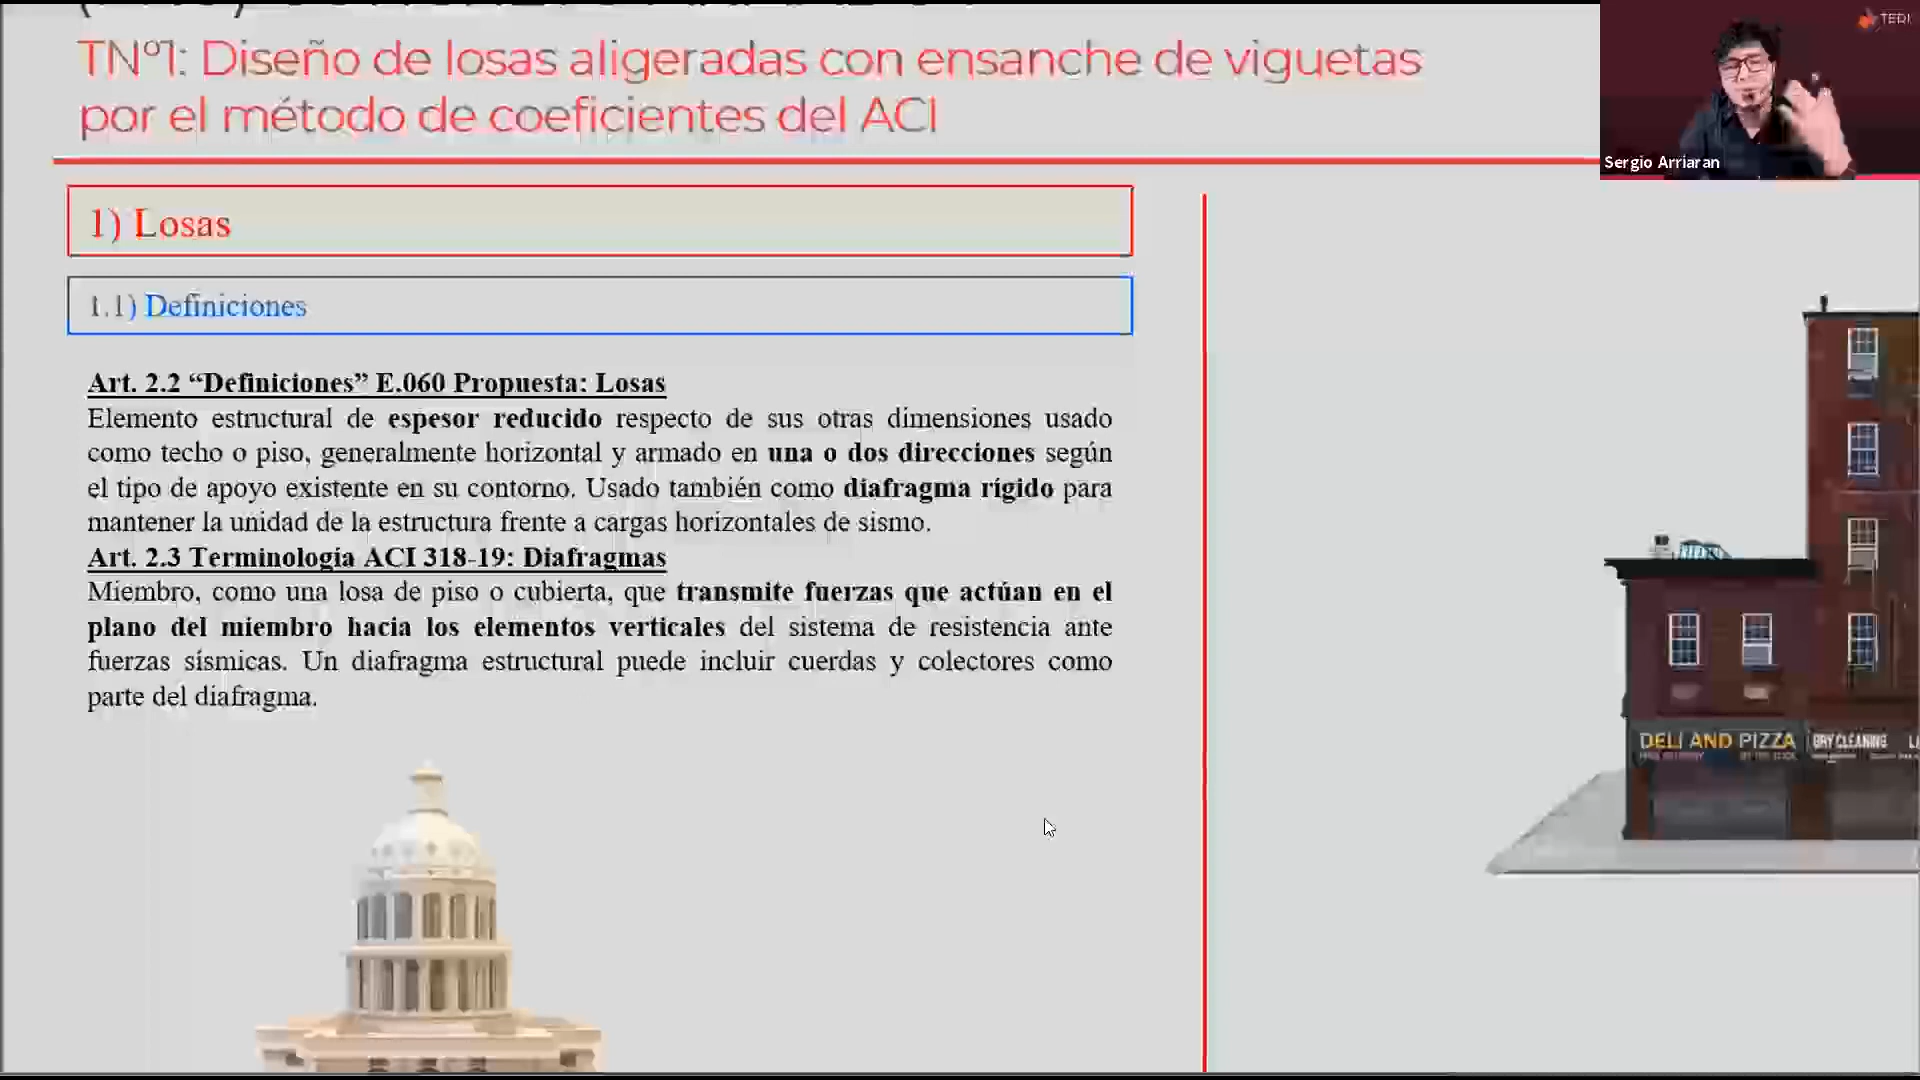 TERI
TNº1: Diseño de losas aligeradas con ensanche de viguetas
por el método de coeficientes del ACI
Sergio Arriaran
1) Losas
1.1) Definiciones
Art. 2.2 “Definiciones” E.060 Propuesta: Losas
Elemento estructural de espesor reducido respecto de sus otras dimensiones usado
como techo o piso, generalmente horizontal y armado en una o dos direcciones según
el tipo de apoyo existente en su contorno. Usado también como diafragma rígido para
mantener la unidad de la estructura frente a cargas horizontales de sismo.
Art. 2.3 Terminología ACI 318-19: Diafragmas
Miembro, como una losa de piso o cubierta, que transmite fuerzas que actúan en el
plano del miembro hacia los elementos verticales del sistema de resistencia ante
fuerzas sísmicas. Un diafragma estructural puede incluir cuerdas y colectores como
parte del diafragma.
DELI AND PIZZA DRY CLEANING